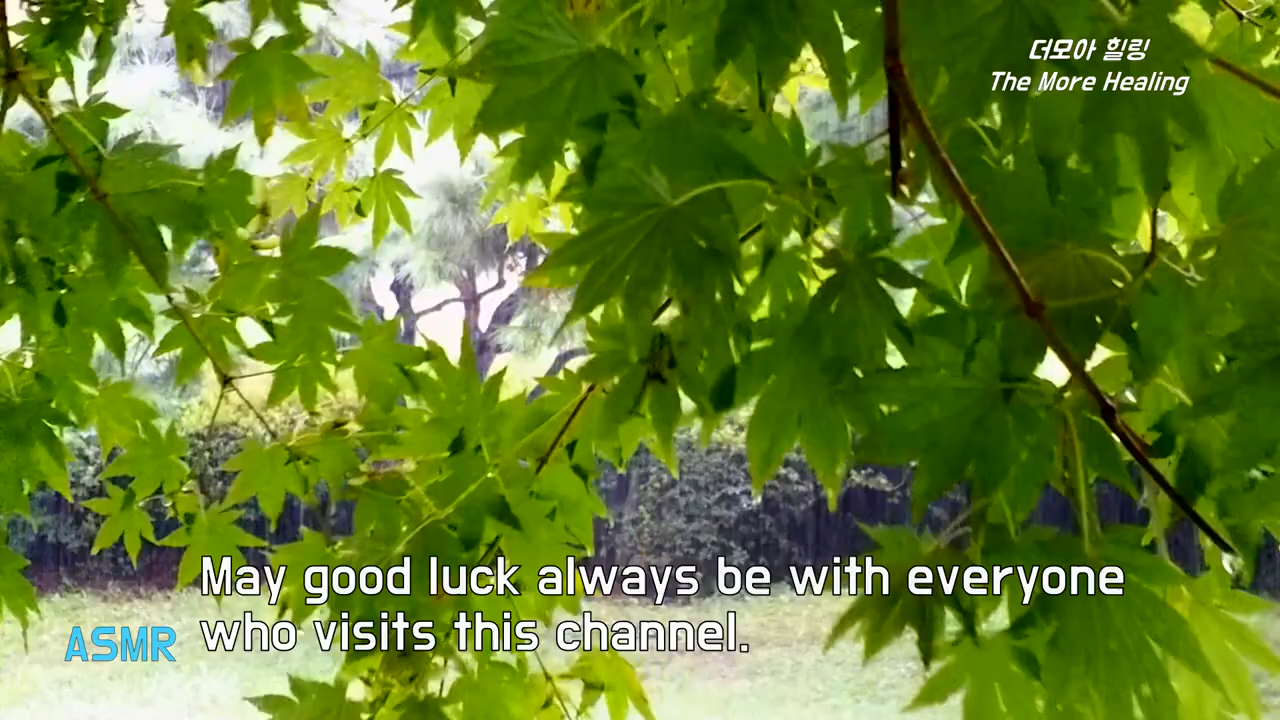 더모아 힐링
The More Healing
May good luck always be with everyone
who visits this channel.
ASMR